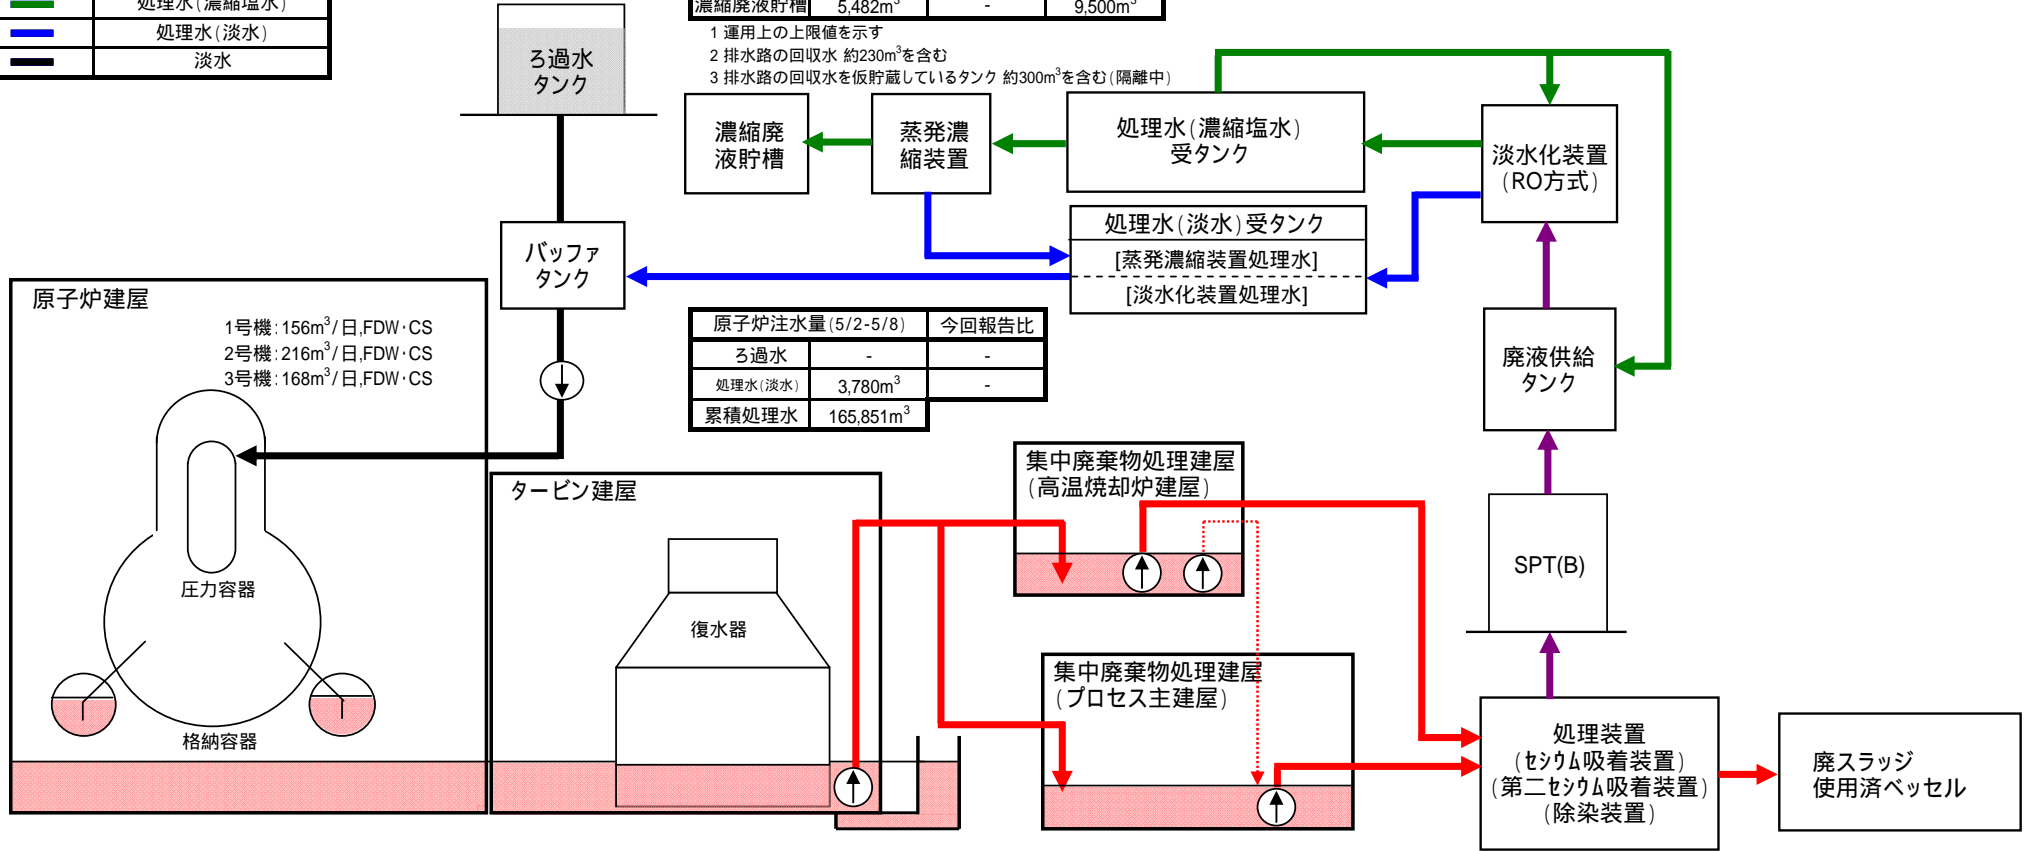 処理水(濃縮塩水)
処理水(淡水)
淡水
濃縮廃液貯槽 5,482m³ - 9,500m³
1 運用上の上限値を示す
2 排水路の回収水 約230m³を含む
3 排水路の回収水を仮貯蔵しているタンク 約300m³を含む(隔離中)
ろ過水
タンク
濃縮廃
液貯槽
蒸発濃
縮装置
処理水(濃縮塩水)
受タンク
淡水化装置
(RO方式)
処理水(淡水)受タンク
[蒸発濃縮装置処理水]
[淡水化装置処理水]
バッファ
タンク
原子炉建屋
1号機:156m³/日,FDW・CS
2号機:216m³/日,FDW・CS
3号機:168m³/日,FDW・CS
原子炉注水量(5/2-5/8) 今回報告比
ろ過水 - -
処理水(淡水) 3,780m³ -
累積処理水 165,851m³
廃液供給
タンク
圧力容器
格納容器
タービン建屋
復水器
集中廃棄物処理建屋
(高温焼却炉建屋)
SPT(B)
集中廃棄物処理建屋
(プロセス主建屋)
処理装置
(セシウム吸着装置)
(第二セシウム吸着装置)
(除染装置)
廃スラッジ
使用済ベッセル